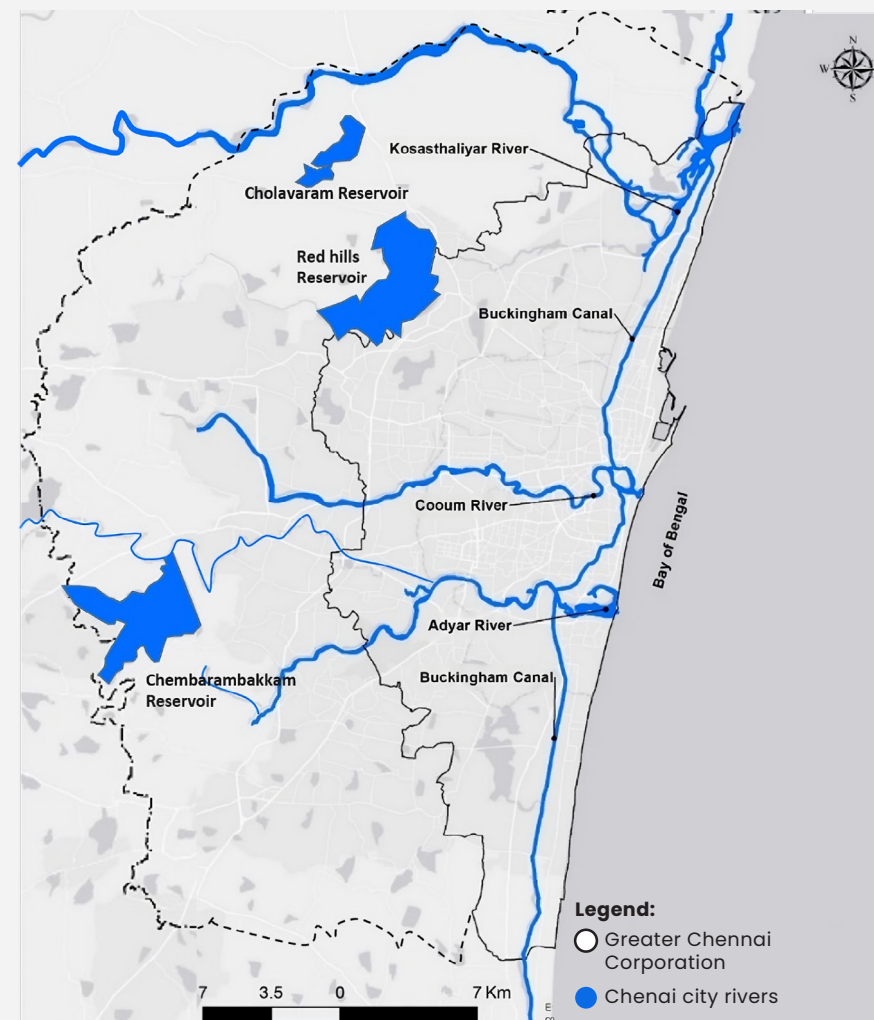 N
W
S
Kosasthaliyar River
Cholavaram Reservoir
Red hills
Reservoir
Buckingham Canal
Cooum River
Bay of Bengal
Adyar River
Buckingham Canal
Chembarambakkam
Reservoir
Legend:
Greater Chennai
Corporation
Chenai city rivers
7 3.5 0 7 Km